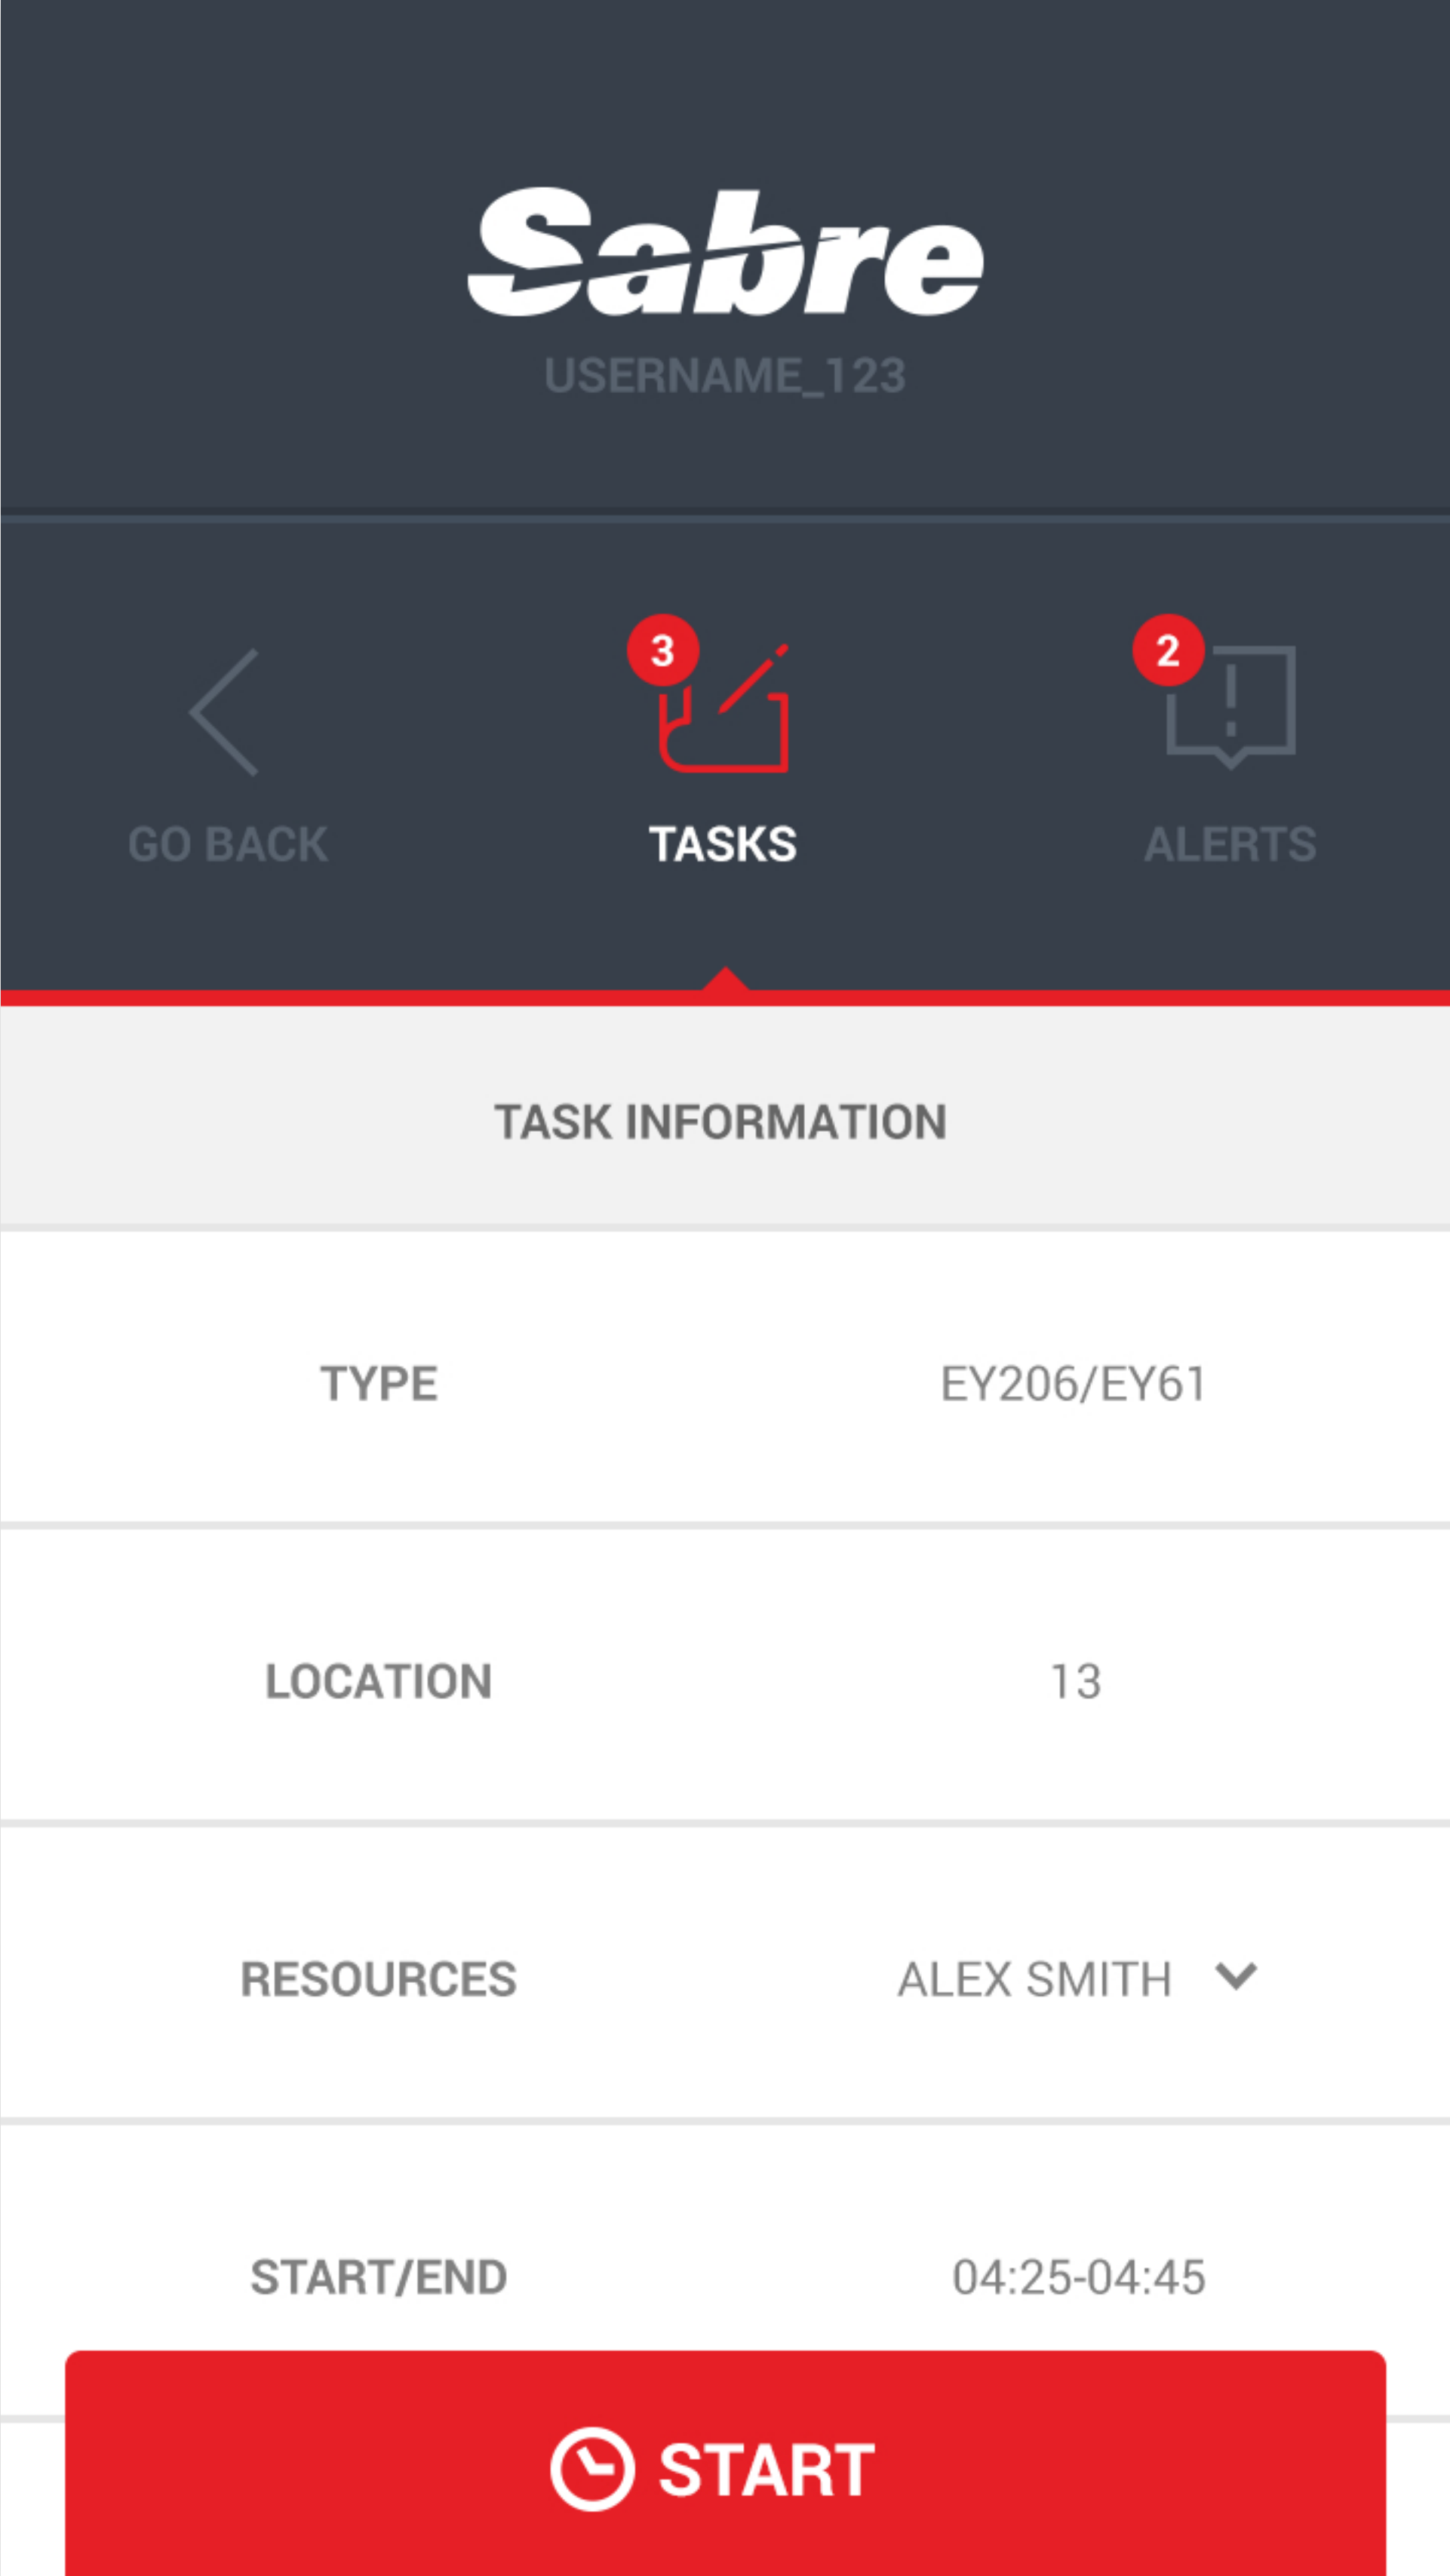 Sabre
USERNAME_123
3
2
GO BACK
TASKS
ALERTS
TASK INFORMATION
TYPE
EY206/EY61
LOCATION
13
RESOURCES
ALEX SMITH
START/END
04:25-04:45
START